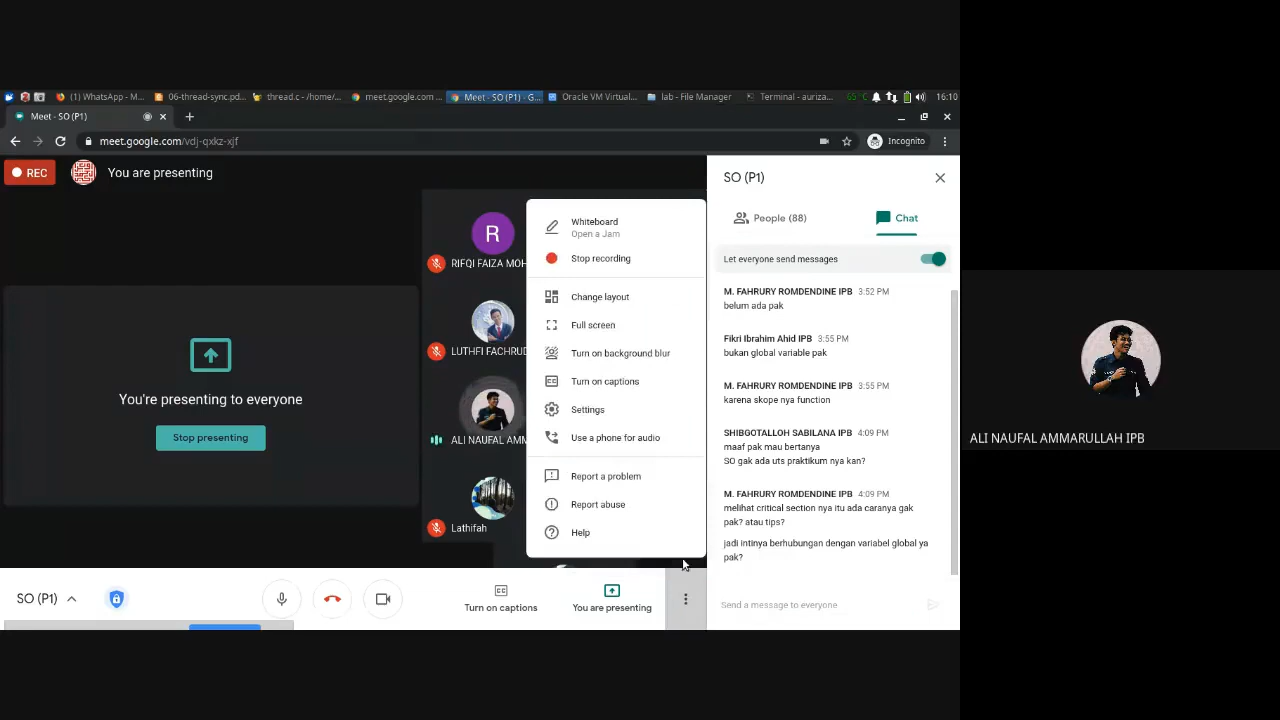 (1) WhatsApp - M...
06-thread-sync.pd...
thread.c - /home/...
meet.google.com ...
Meet - SO (P1) - G...
Oracle VM Virtual...
lab - File Manager
Terminal - auriza...
65°C
16:10
Meet - SO (P1)
meet.google.com/vdj-qxkz-xjf
Incognito
REC
You are presenting
You're presenting to everyone
Stop presenting
R
RIFQI FAIZA MOH
LUTHFI FACHRUD
ALI NAUFAL AMM
Lathifah
Whiteboard
Open a Jam
Stop recording
Change layout
Full screen
Turn on background blur
Turn on captions
Settings
Use a phone for audio
Report a problem
Report abuse
Help
SO (P1)
People (88)
Chat
Let everyone send messages
M. FAHRURY ROMDENDINE IPB 3:52 PM
belum ada pak
Fikri Ibrahim Ahid IPB 3:55 PM
bukan global variable pak
M. FAHRURY ROMDENDINE IPB 3:55 PM
karena skope nya function
SHIBGOTALLOH SABILANA IPB 4:09 PM
maaf pak mau bertanya
SO gak ada uts praktikum nya kan?
M. FAHRURY ROMDENDINE IPB 4:09 PM
melihat critical section nya itu ada caranya gak
pak? atau tips?
jadi intinya berhubungan dengan variabel global ya
pak?
Send a message to everyone
SO (P1)
Turn on captions
You are presenting
ALI NAUFAL AMMARULLAH IPB